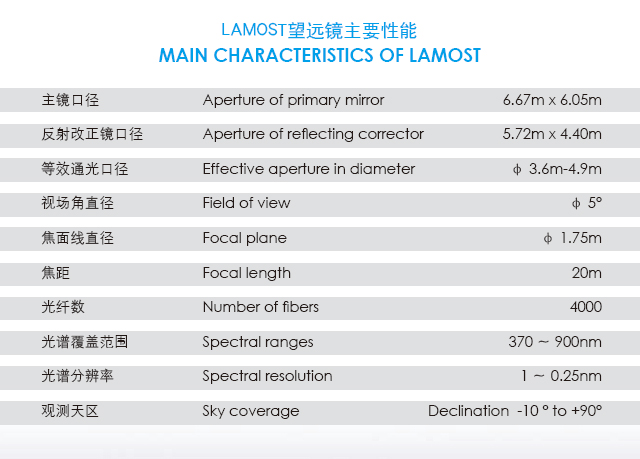 LAMOST望远镜主要性能
MAIN CHARACTERISTICS OF LAMOST
主镜口径 Aperture of primary mirror 6.67m x 6.05m
反射改正镜口径 Aperture of reflecting corrector 5.72m x 4.40m
等效通光口径 Effective aperture in diameter ϕ 3.6m-4.9m
视场角直径 Field of view ϕ 5°
焦面线直径 Focal plane ϕ 1.75m
焦距 Focal length 20m
光纤数 Number of fibers 4000
光谱覆盖范围 Spectral ranges 370 ~ 900nm
光谱分辨率 Spectral resolution 1 ~ 0.25nm
观测天区 Sky coverage Declination -10 ° to +90°